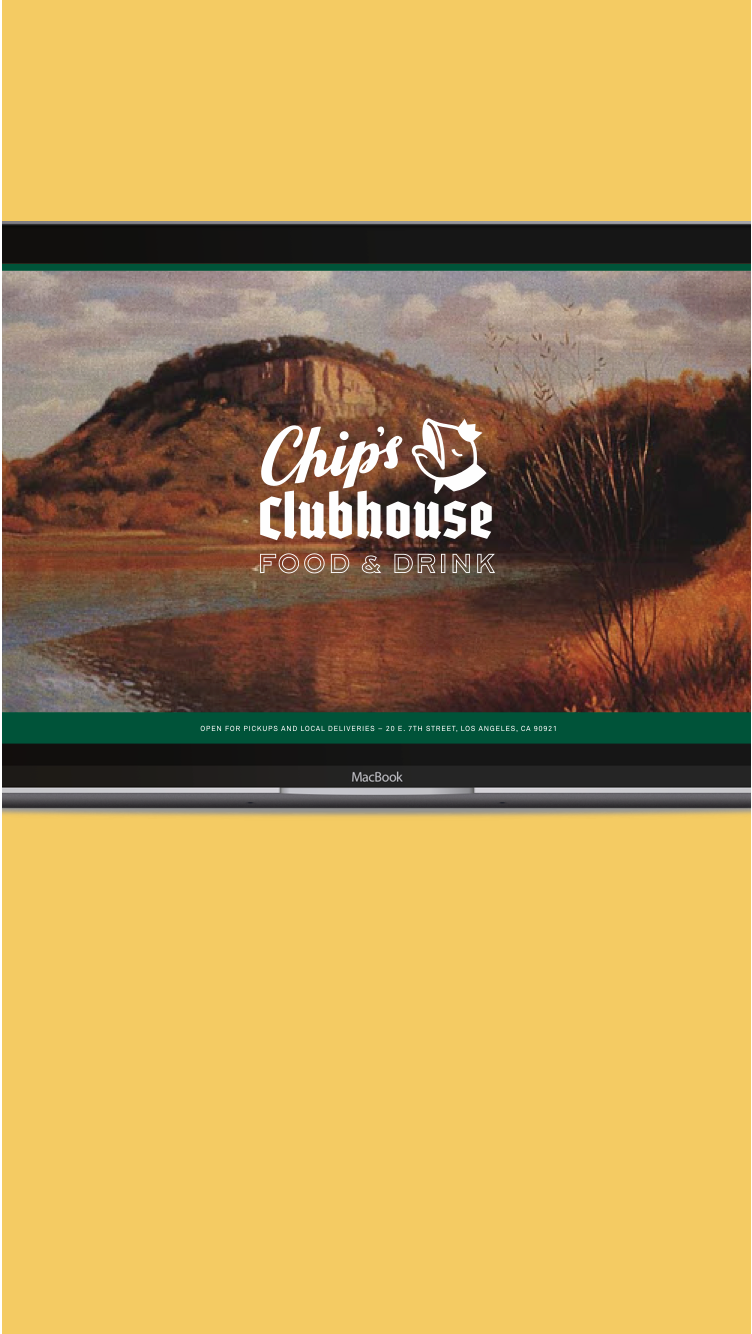 Chip's
Clubhouse
FOOD & DRINK
OPEN FOR PICKUPS AND LOCAL DELIVERIES – 20 E. 7TH STREET, LOS ANGELES, CA 90921
MacBook